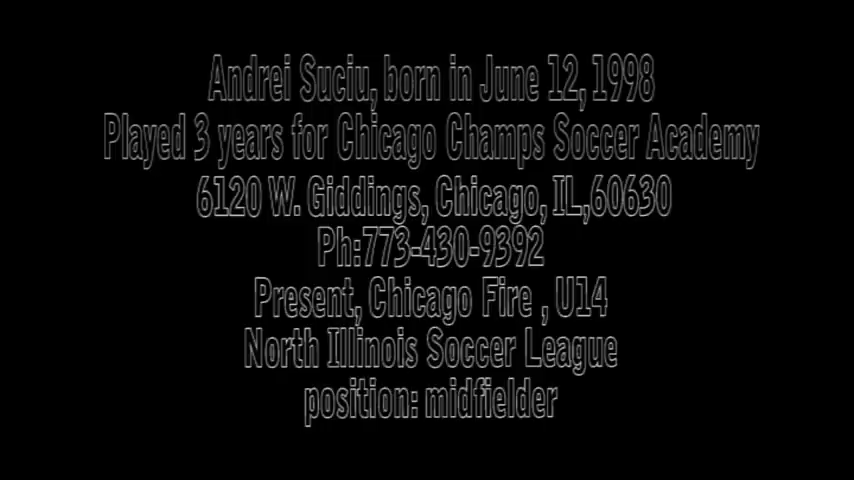 Andrei Suciu, born in June 12, 1998
Played 3 years for Chicago Champs Soccer Academy
6120 W. Giddings, Chicago, IL,60630
Ph:773-430-9392
Present, Chicago Fire , U14
North Illinois Soccer League
position: midfielder